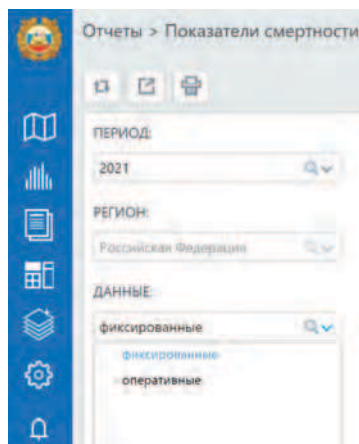 Отчеты > Показатели смертности
ПЕРИОД:
2021
РЕГИОН:
Российская Федерация
ДАННЫЕ:
фиксированные
фиксированные
оперативные